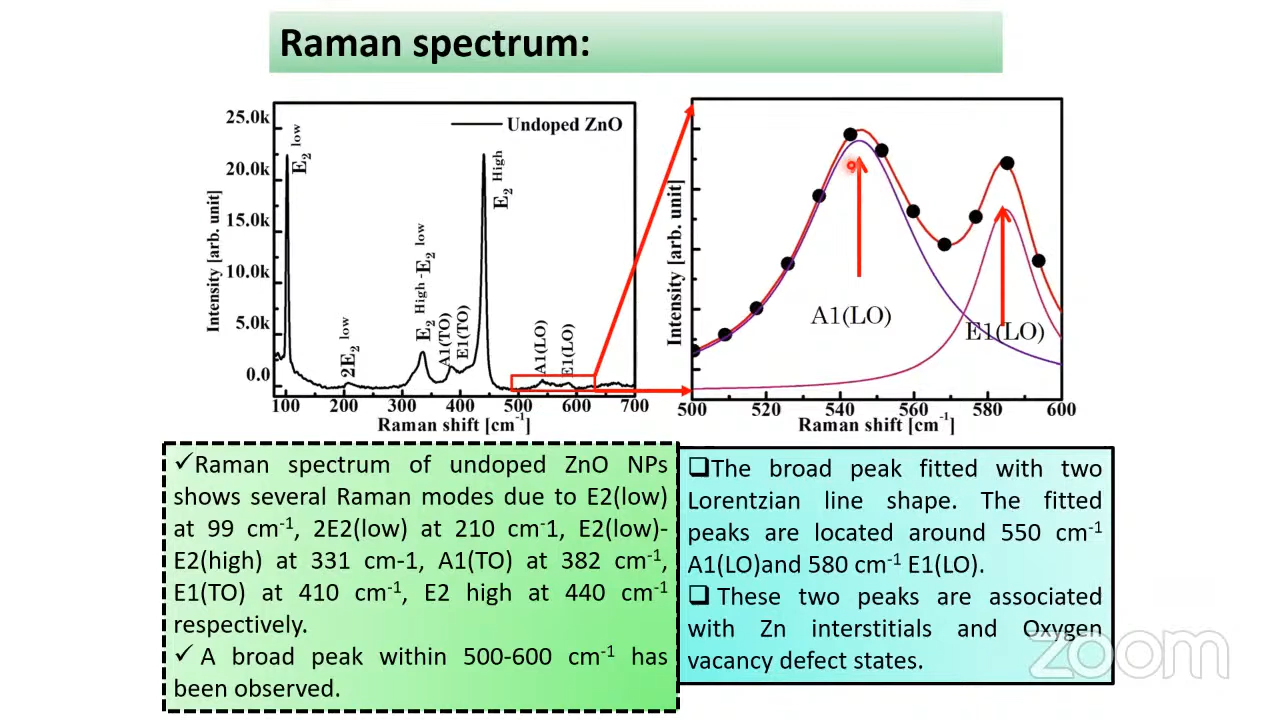 Raman spectrum:
25.0k
20.0k
15.0k
10.0k
5.0k
0.0
Intensity [arb. unit]
Undoped ZnO
E2 low
2E2 low
E2 High - E2 low
A1(TO)
E1(TO)
E2 High
A1(LO)
E1(LO)
100 200 300 400 500 600 700
Raman shift [cm-1]
Intensity [arb. unit]
A1(LO)
E1(LO)
500 520 540 560 580 600
Raman shift [cm-1]
✓Raman spectrum of undoped ZnO NPs
shows several Raman modes due to E2(low)
at 99 cm-1, 2E2(low) at 210 cm-1, E2(low)-
E2(high) at 331 cm-1, A1(TO) at 382 cm-1,
E1(TO) at 410 cm-1, E2 high at 440 cm-1
respectively.
✓ A broad peak within 500-600 cm-1 has
been observed.
❑The broad peak fitted with two
Lorentzian line shape. The fitted
peaks are located around 550 cm-1
A1(LO)and 580 cm-1 E1(LO).
❑ These two peaks are associated
with Zn interstitials and Oxygen
vacancy defect states.
zoom